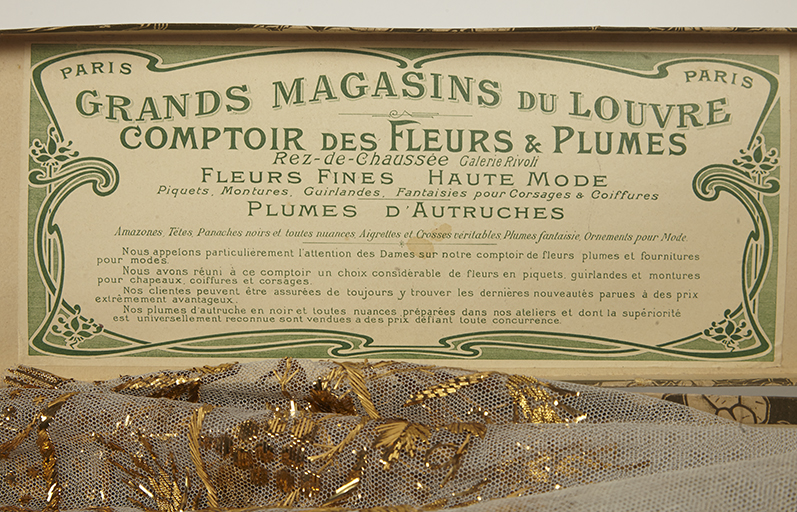 PARIS PARIS
GRANDS MAGASINS DU LOUVRE
COMPTOIR DES FLEURS & PLUMES
Rez-de-Chaussée Galerie Rivoli
FLEURS FINES HAUTE MODE
Piquets, Montures, Guirlandes, Fantaisies pour Corsages & Coiffures
PLUMES D'AUTRUCHES
Amazones, Têtes, Panaches noirs et toutes nuances, Aigrettes et Crosses véritables, Plumes fantaisie, Ornements pour Mode.
Nous appelons particulièrement l'attention des Dames sur notre comptoir de fleurs plumes et fournitures
pour modes.
Nous avons réuni à ce comptoir un choix considérable de fleurs en piquets, guirlandes et montures
pour chapeaux, coiffures et corsages.
Nos clientes peuvent être assurées de toujours y trouver les dernières nouveautés parues à des prix
extrêmement avantageux.
Nos plumes d'autruche en noir et toutes nuances préparées dans nos ateliers et dont la supériorité
est universellement reconnue sont vendues à des prix défiant toute concurrence.